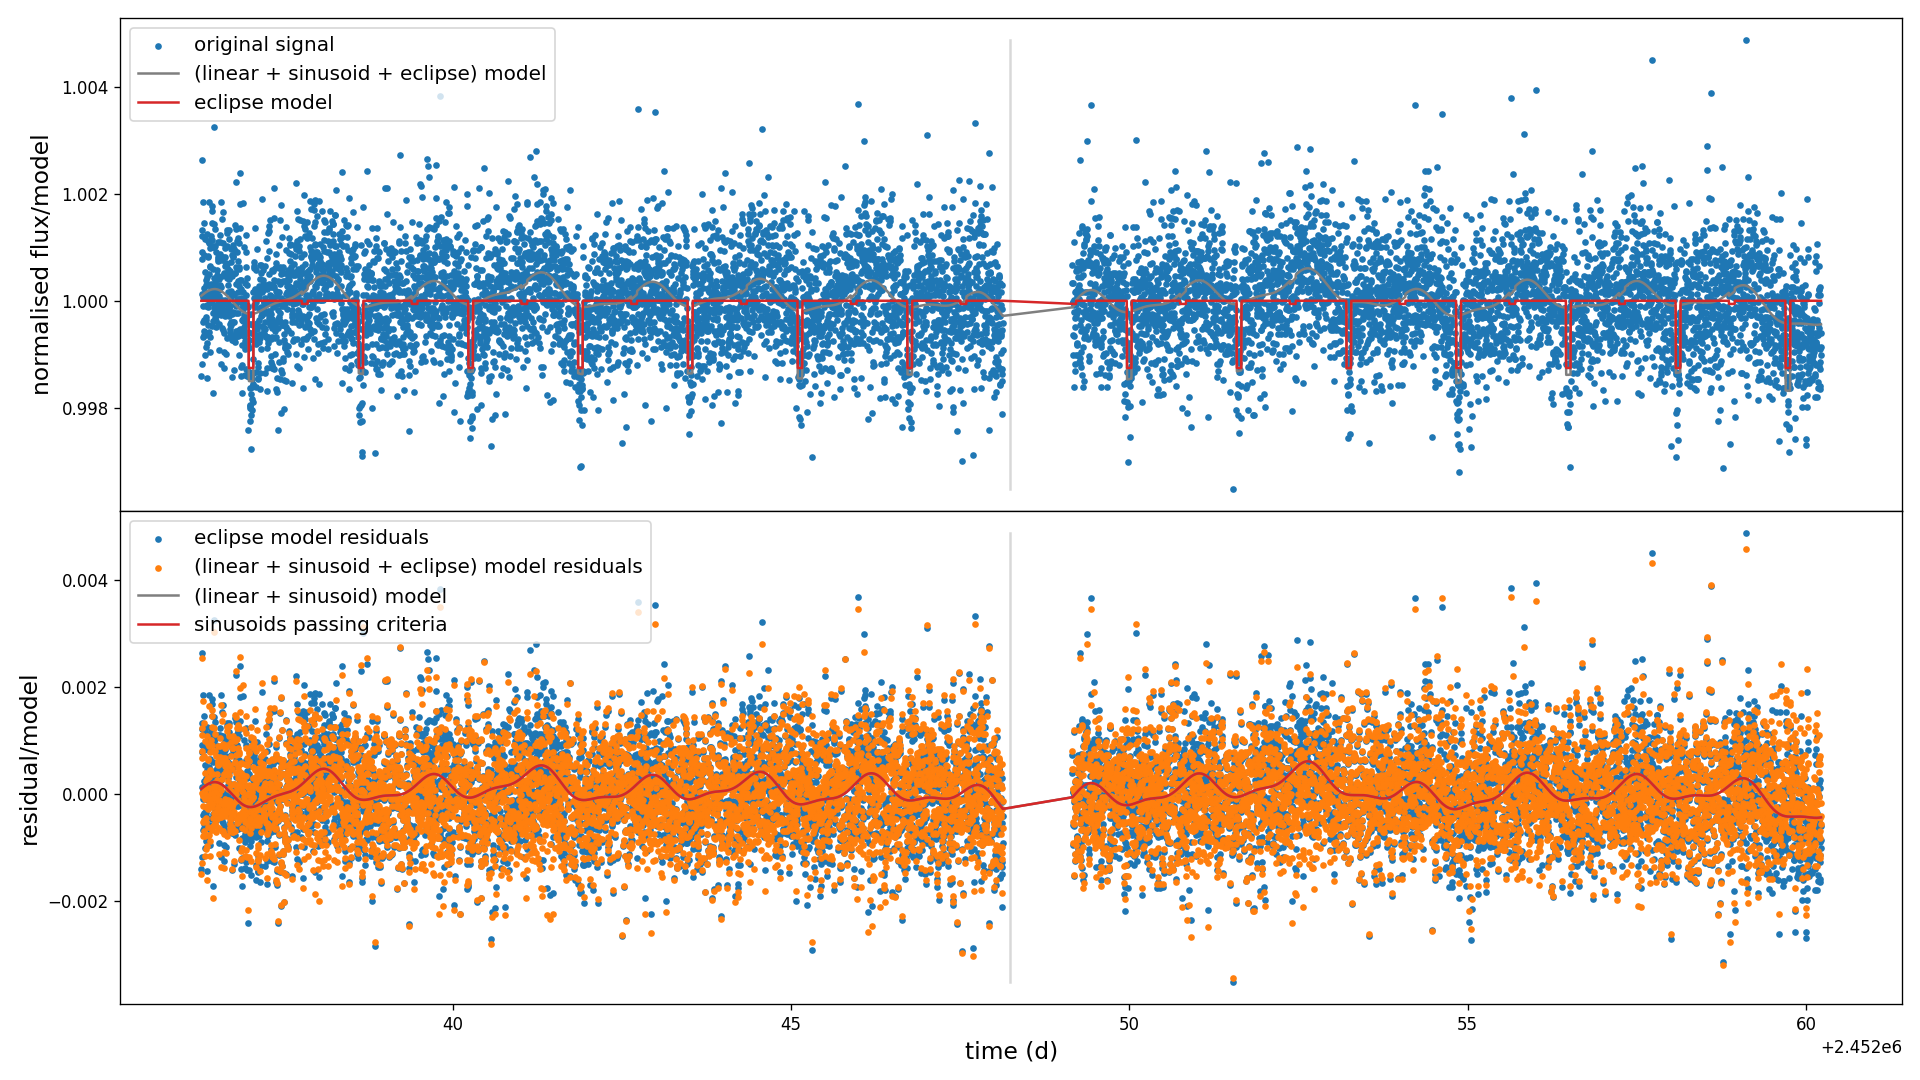 original signal
(linear + sinusoid + eclipse) model
eclipse model
normalised flux/model
1.004
1.002
1.000
0.998
eclipse model residuals
(linear + sinusoid + eclipse) model residuals
(linear + sinusoid) model
sinusoids passing criteria
residual/model
0.004
0.002
0.000
−0.002
40
45
50
55
60
time (d)
+2.452e6